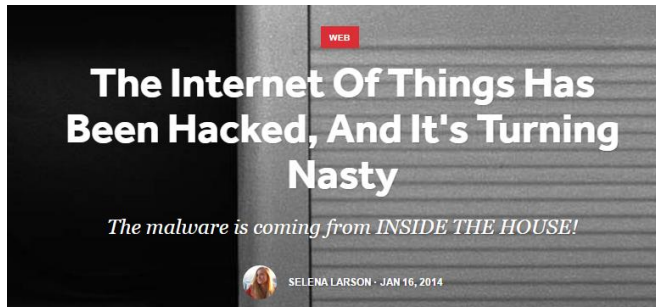 WEB
The Internet Of Things Has
Been Hacked, And It's Turning
Nasty
The malware is coming from INSIDE THE HOUSE!
SELENA LARSON · JAN 16, 2014